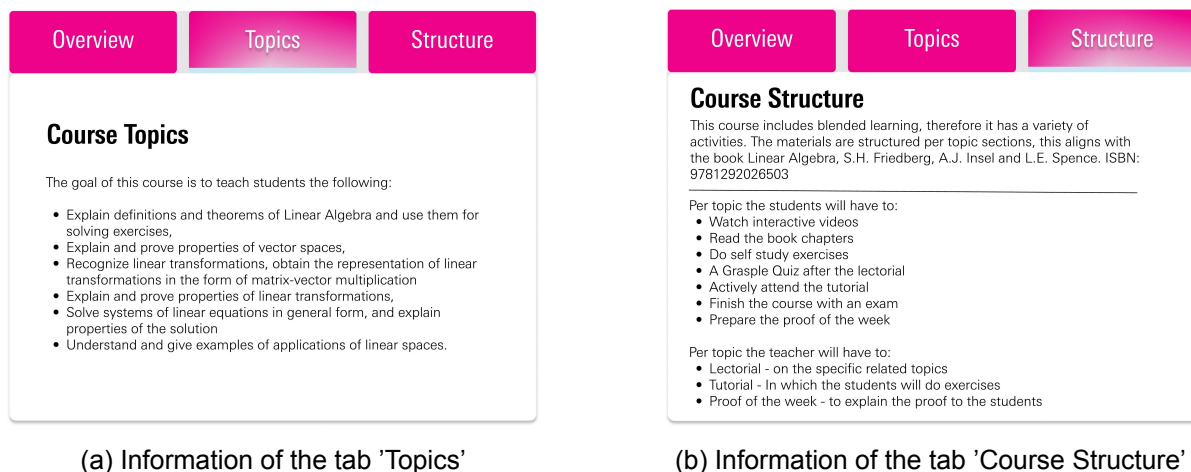 Overview
Topics
Structure
Course Topics
The goal of this course is to teach students the following:
• Explain definitions and theorems of Linear Algebra and use them for
solving exercises,
• Explain and prove properties of vector spaces,
• Recognize linear transformations, obtain the representation of linear
transformations in the form of matrix-vector multiplication
• Explain and prove properties of linear transformations,
• Solve systems of linear equations in general form, and explain
properties of the solution
• Understand and give examples of applications of linear spaces.
(a) Information of the tab ’Topics’
Overview
Topics
Structure
Course Structure
This course includes blended learning, therefore it has a variety of
activities. The materials are structured per topic sections, this aligns with
the book Linear Algebra, S.H. Friedberg, A.J. Insel and L.E. Spence. ISBN:
9781292026503
Per topic the students will have to:
• Watch interactive videos
• Read the book chapters
• Do self study exercises
• A Grasple Quiz after the lectorial
• Actively attend the tutorial
• Finish the course with an exam
• Prepare the proof of the week
Per topic the teacher will have to:
• Lectorial - on the specific related topics
• Tutorial - In which the students will do exercises
• Proof of the week - to explain the proof to the students
(b) Information of the tab ’Course Structure’